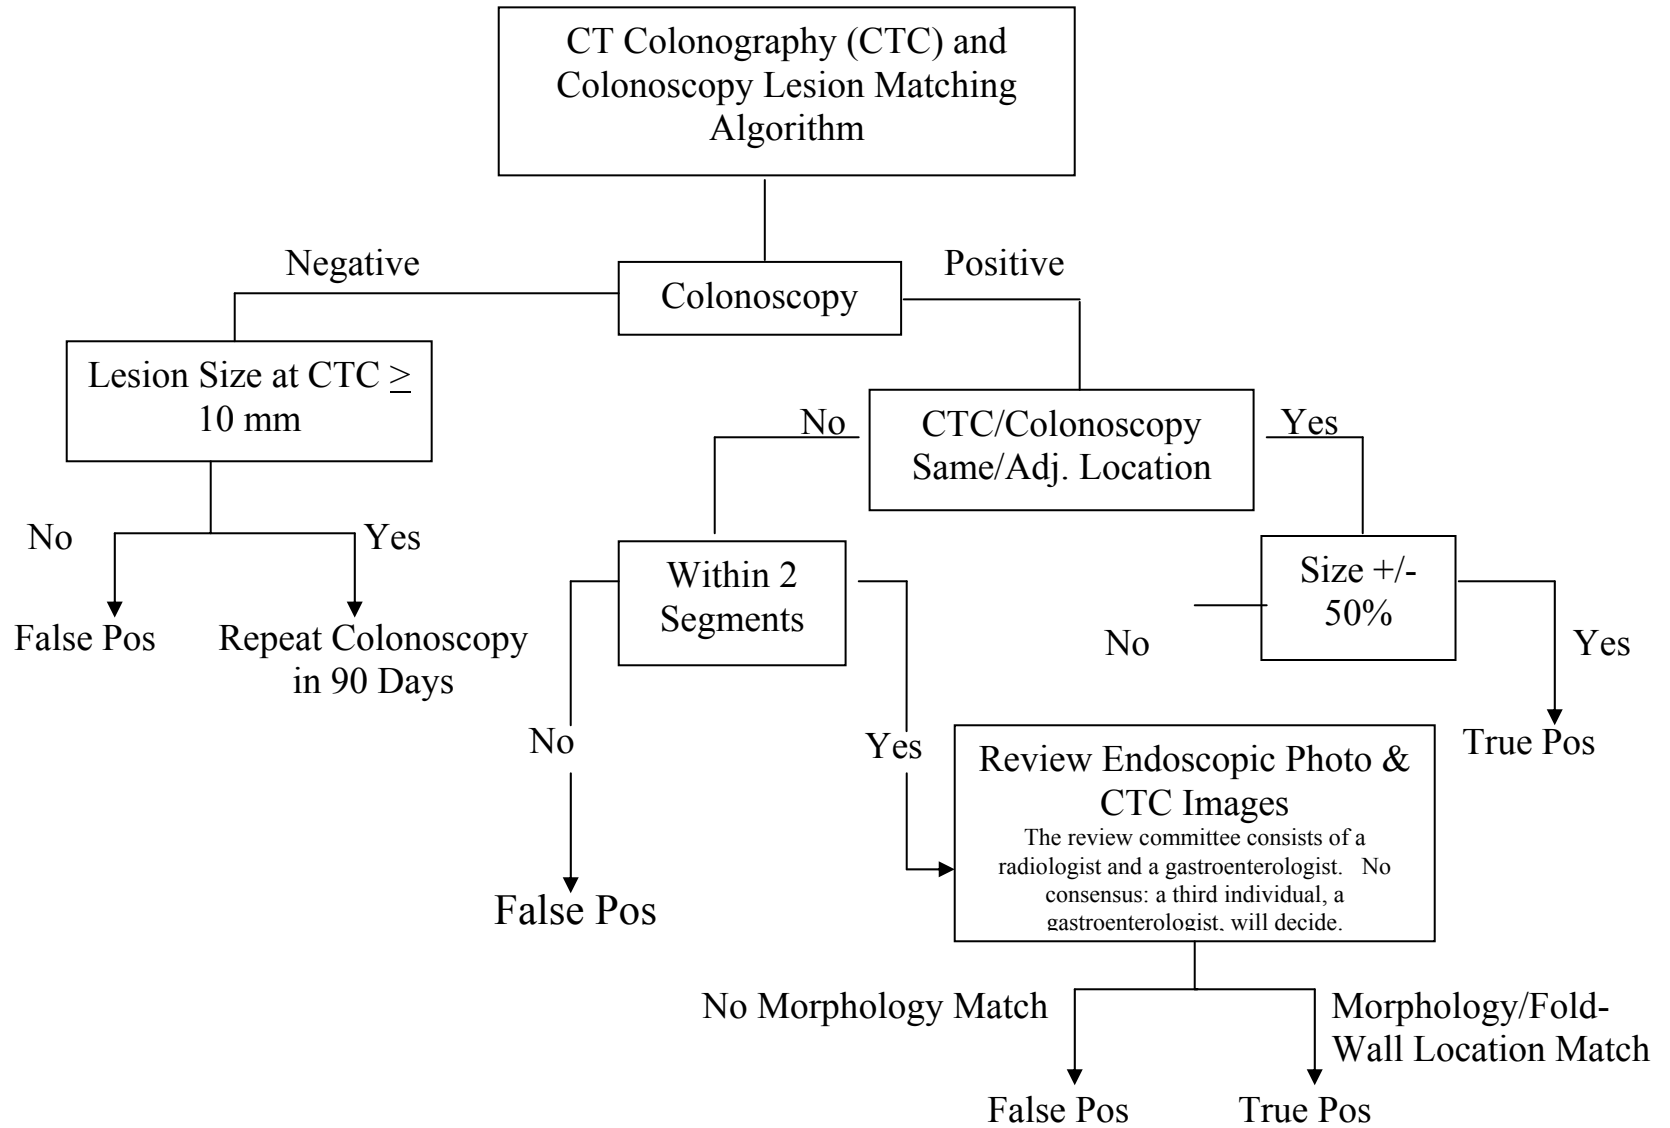 CT Colonography (CTC) and
Colonoscopy Lesion Matching
Algorithm
Negative
Positive
Colonoscopy
Lesion Size at CTC ≥
10 mm
No
CTC/Colonoscopy
Same/Adj. Location
Yes
No
Yes
Within 2
Segments
Size +/-
50%
False Pos
Repeat Colonoscopy
in 90 Days
No
Yes
No
Yes
True Pos
Review Endoscopic Photo &
CTC Images
The review committee consists of a
radiologist and a gastroenterologist. No
consensus: a third individual, a
gastroenterologist, will decide.
False Pos
No Morphology Match
Morphology/Fold-
Wall Location Match
False Pos
True Pos